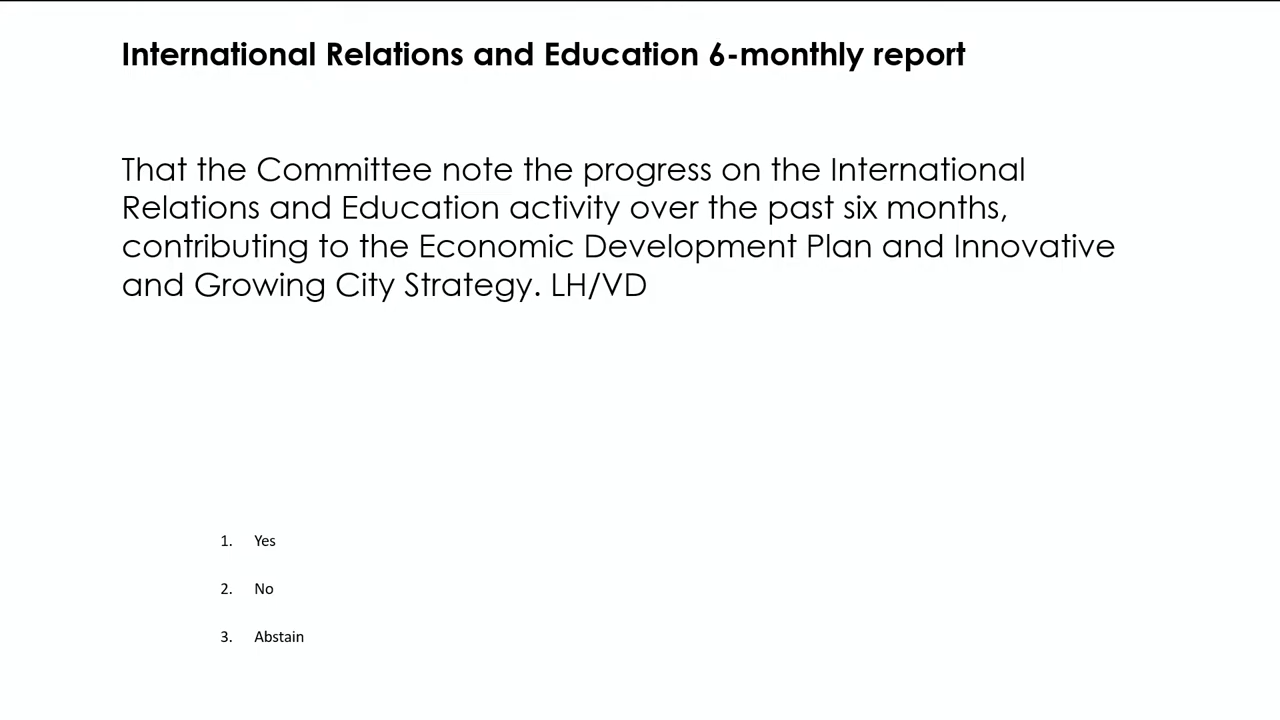 International Relations and Education 6-monthly report
That the Committee note the progress on the International
Relations and Education activity over the past six months,
contributing to the Economic Development Plan and Innovative
and Growing City Strategy. LH/VD
1. Yes
2. No
3. Abstain